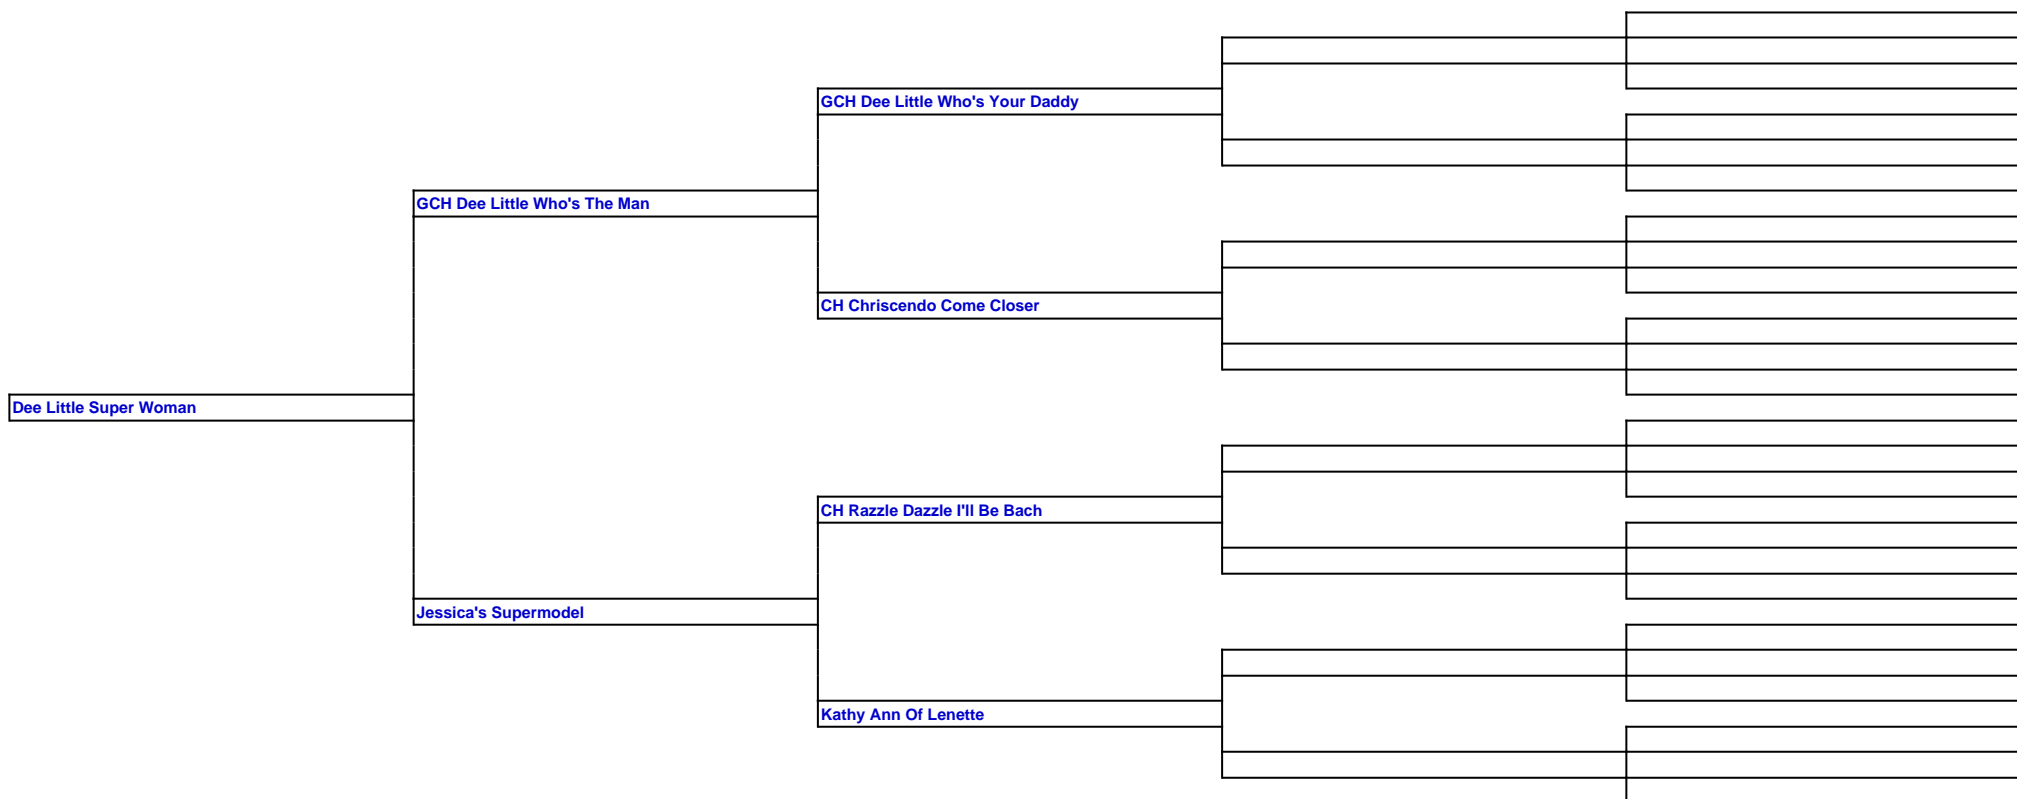 GCH Dee Little Who's Your Daddy
GCH Dee Little Who's The Man
CH Chriscendo Come Closer
Dee Little Super Woman
CH Razzle Dazzle I'll Be Bach
Jessica's Supermodel
Kathy Ann Of Lenette